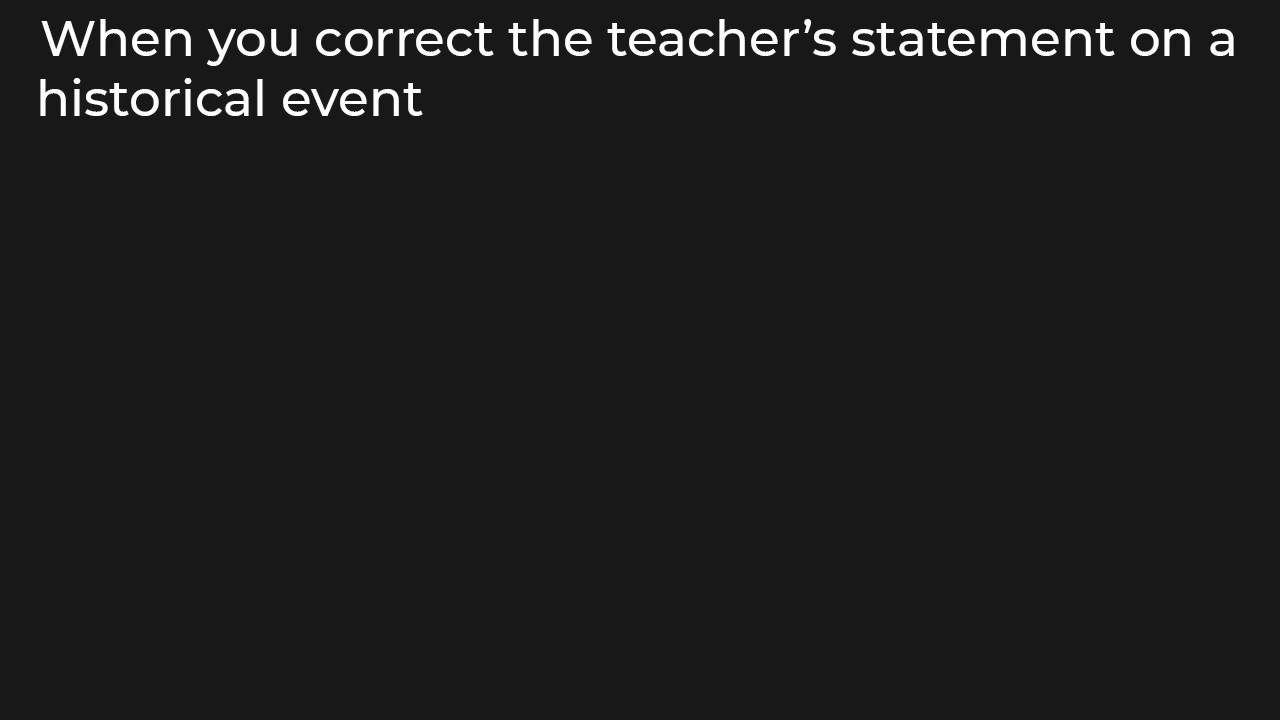 When you correct the teacher’s statement on a
historical event